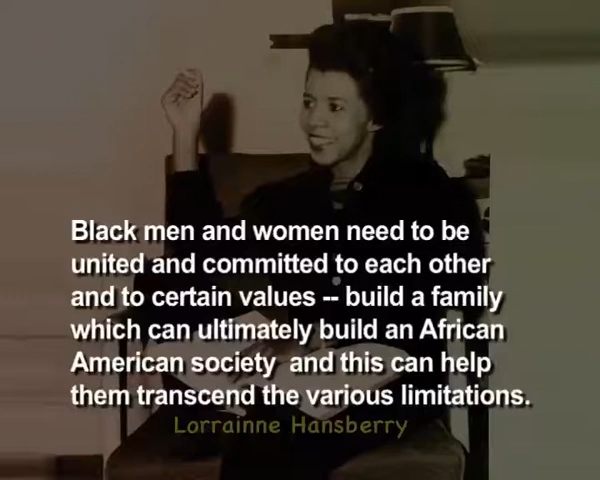 Black men and women need to be
united and committed to each other
and to certain values -- build a family
which can ultimately build an African
American society and this can help
them transcend the various limitations.
Lorrainne Hansberry